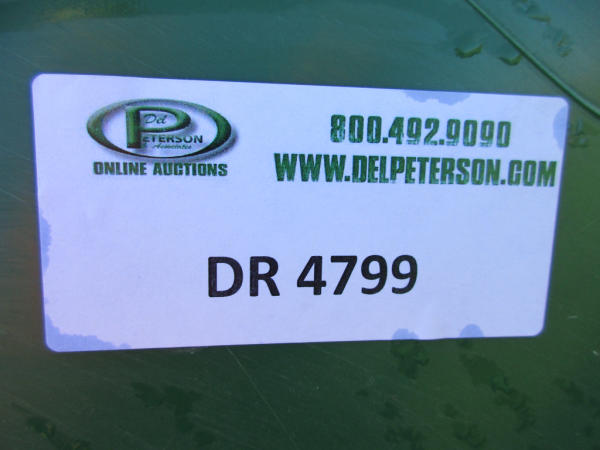 Del
PETERSON
& Associates
ONLINE AUCTIONS
800.492.9090
WWW.DELPETERSON.COM
DR 4799